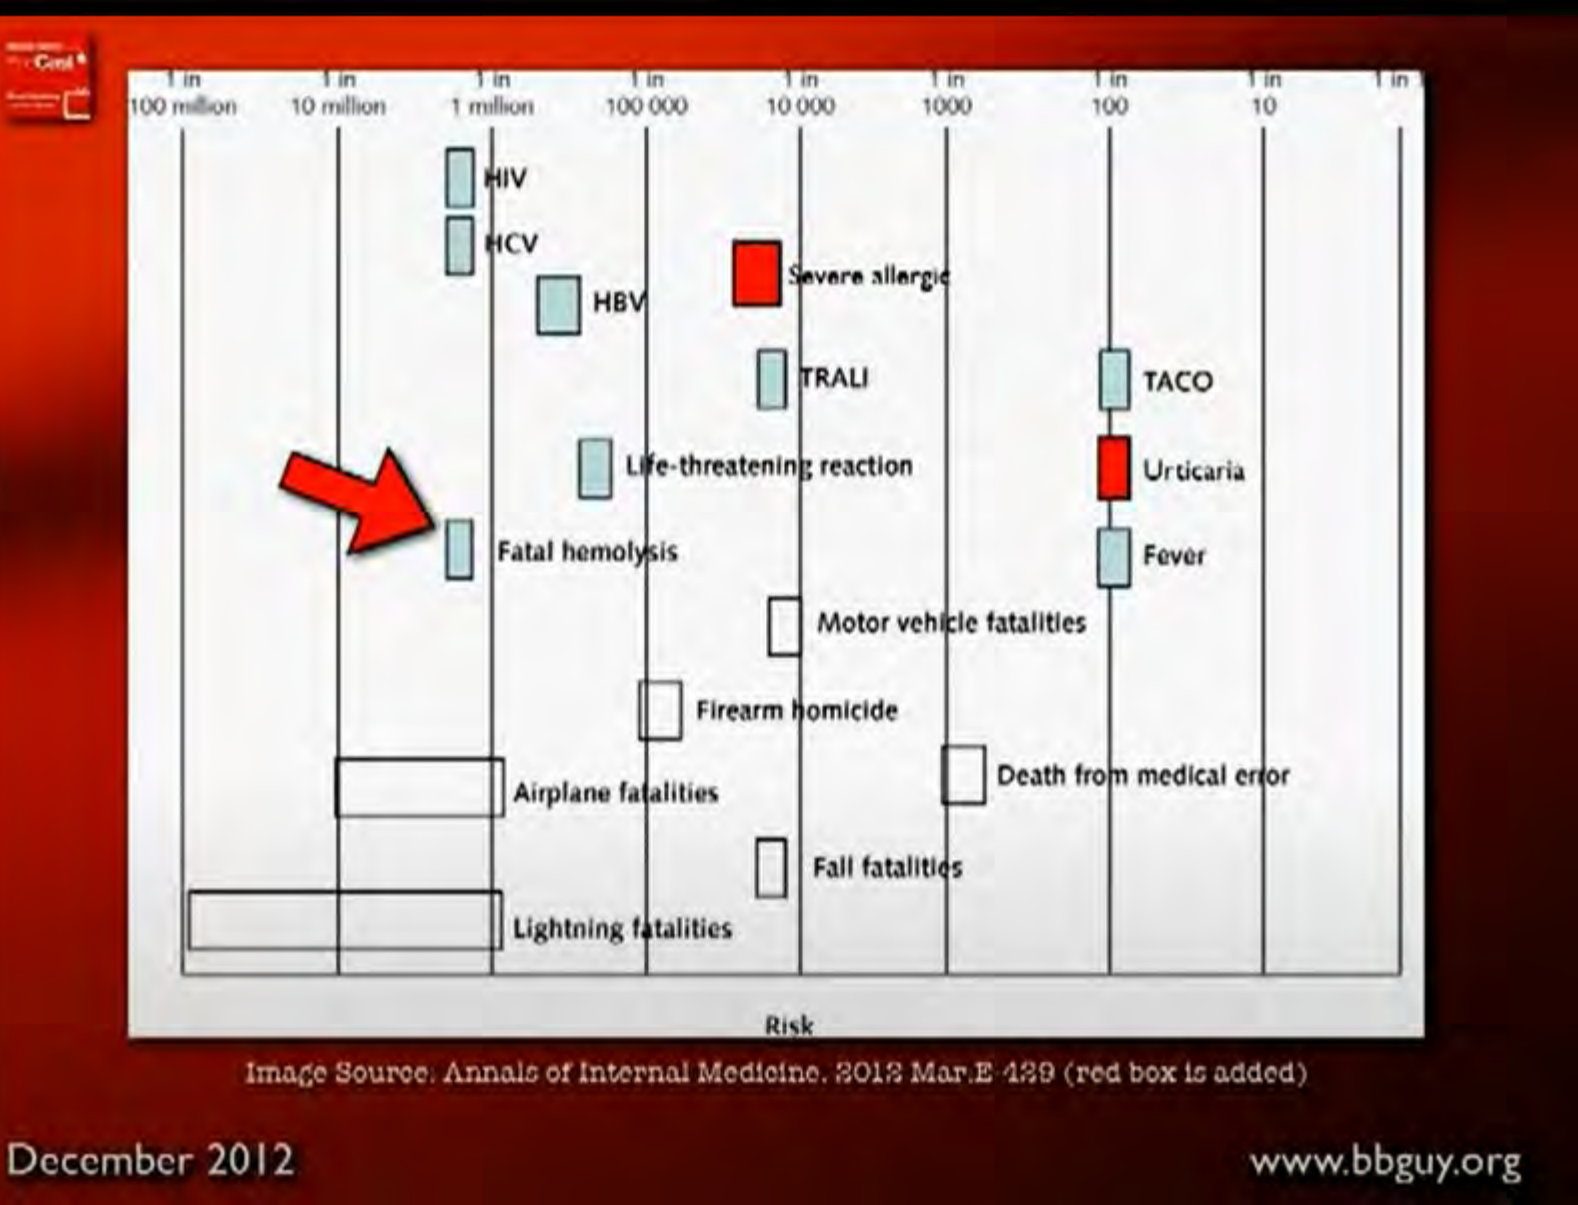 1 in 1 in 1 in 1 in 1 in 1 in 1 in 1 in 1 in 1
100 million 10 million 1 million 100 000 10 000 1000 100 10
HIV
HCV
Severe allergic
HBV
TRALI
TACO
Life-threatening reaction
Urticaria
Fatal hemolysis
Fever
Motor vehicle fatalities
Firearm homicide
Death from medical error
Airplane fatalities
Fall fatalities
Lightning fatalities
Risk
Image Source: Annals of Internal Medicine. 2012 Mar.E-429 (red box is added)
December 2012
www.bbguy.org